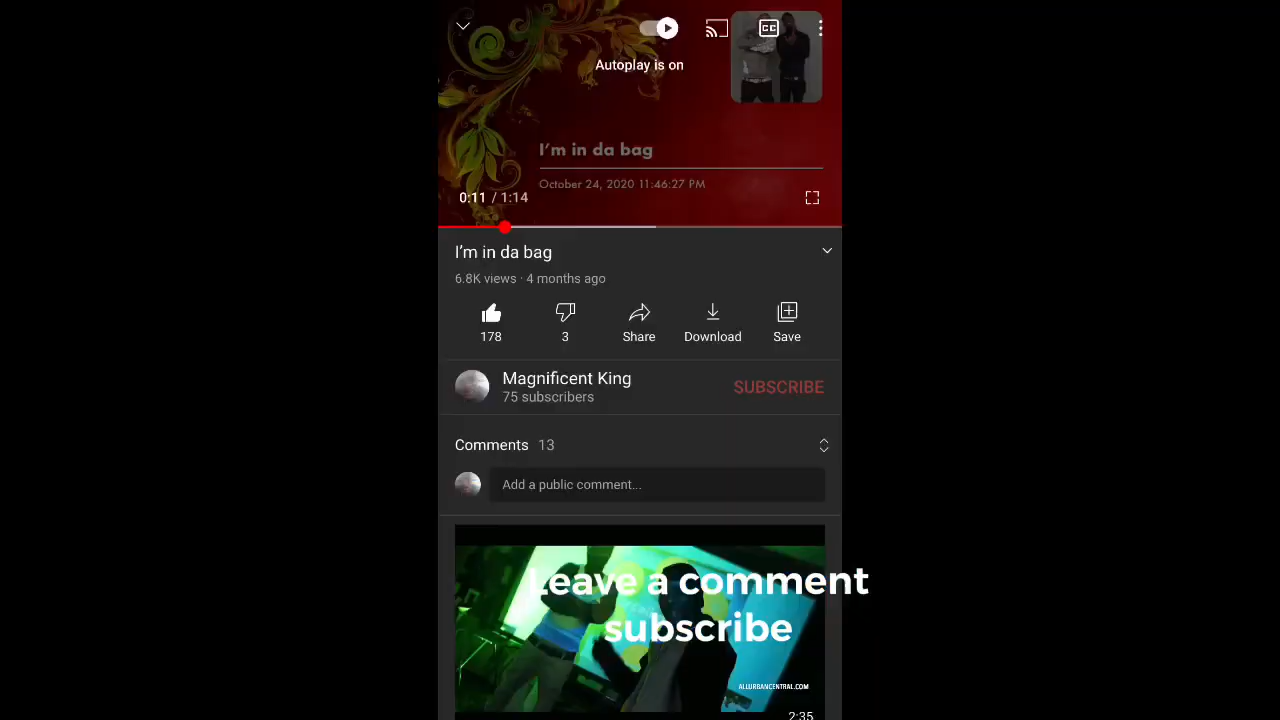 CC
Autoplay is on
I'm in da bag
October 24, 2020 11:46:27 PM
0:11 / 1:14
I'm in da bag
6.8K views · 4 months ago
178
3
Share
Download
Save
Magnificent King
75 subscribers
SUBSCRIBE
Comments 13
Add a public comment...
Leave a comment
subscribe
ALLURBANCENTRAL.COM
2:35